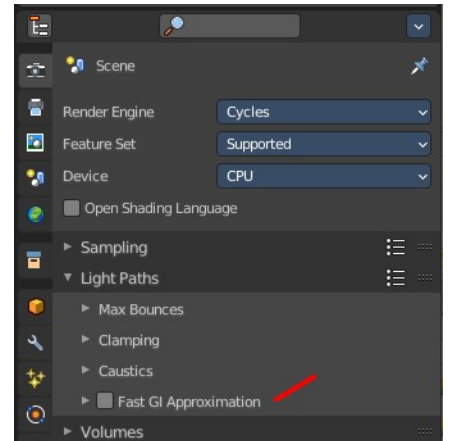 Scene
Render Engine Cycles
Feature Set Supported
Device CPU
Open Shading Language
Sampling
Light Paths
Max Bounces
Clamping
Caustics
Fast GI Approximation
Volumes